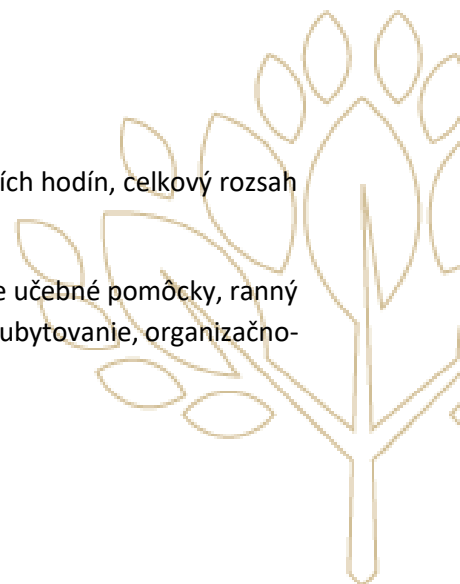 ích hodín, celkový rozsah
e učebné pomôcky, ranný
ubytovanie, organizačno-